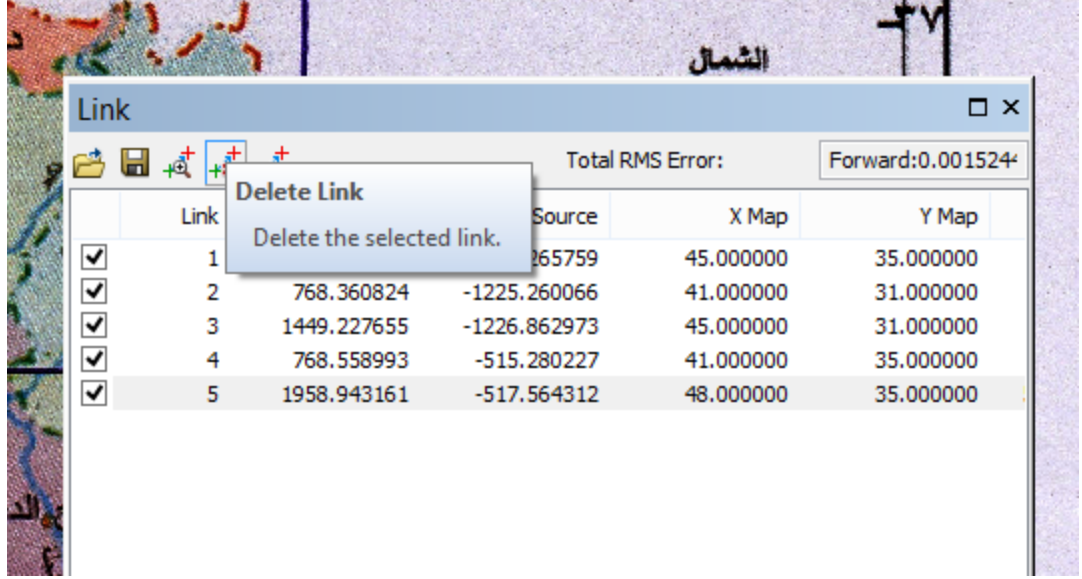 ٣٧
الشمال
Link
Total RMS Error: Forward:0.0015244
Delete Link
Delete the selected link.
Link Source X Map Y Map
1 265759 45.000000 35.000000
2 768.360824 -1225.260066 41.000000 31.000000
3 1449.227655 -1226.862973 45.000000 31.000000
4 768.558993 -515.280227 41.000000 35.000000
5 1958.943161 -517.564312 48.000000 35.000000